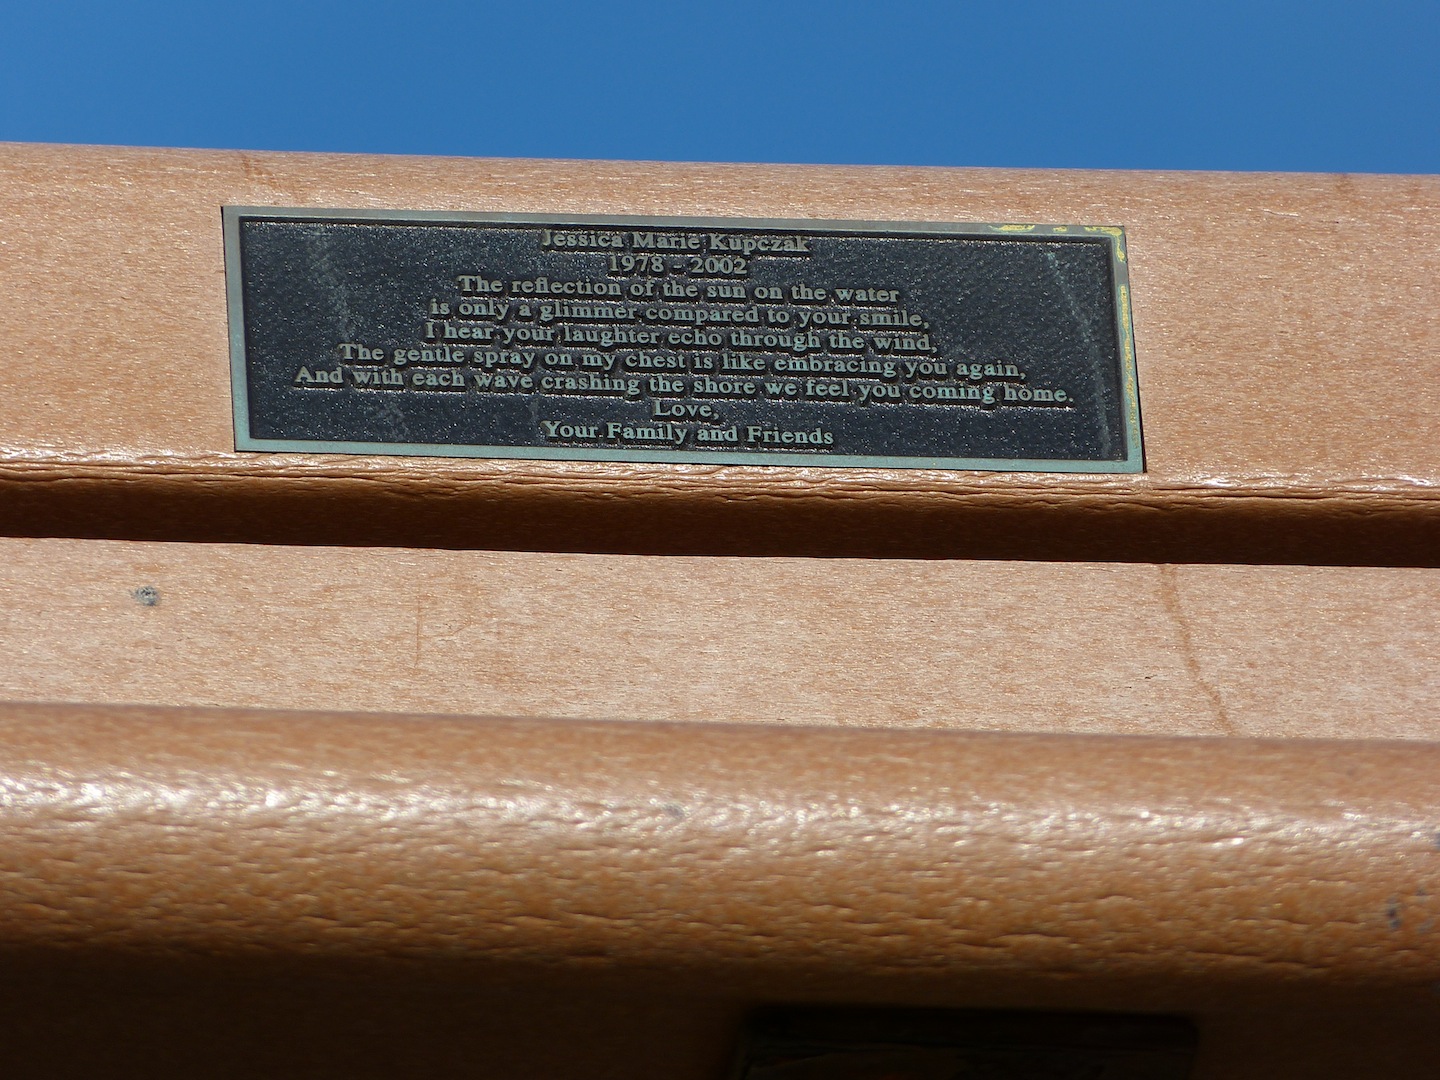 Jessica Marie Kupczak
1978 - 2002
The reflection of the sun on the water
is only a glimmer compared to your smile,
I hear your laughter echo through the wind,
The gentle spray on my chest is like embracing you again,
And with each wave crashing the shore we feel you coming home.
Love,
Your Family and Friends